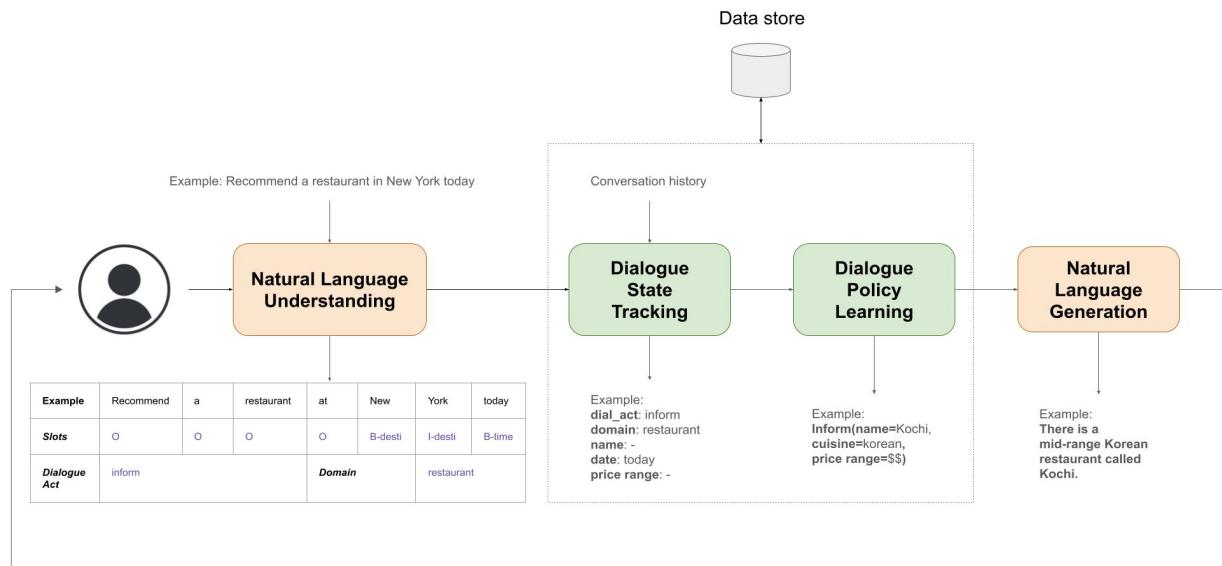 Data store
Example: Recommend a restaurant in New York today
Conversation history
Natural Language
Understanding
Dialogue
State
Tracking
Dialogue
Policy
Learning
Natural
Language
Generation
Example Recommend a restaurant at New York today
Slots O O O O B-desti I-desti B-time
Dialogue
Act
inform
Domain
restaurant
Example:
dial_act: inform
domain: restaurant
name: -
date: today
price range: -
Example:
Inform(name=Kochi,
cuisine=korean,
price range=$$)
Example:
There is a
mid-range Korean
restaurant called
Kochi.